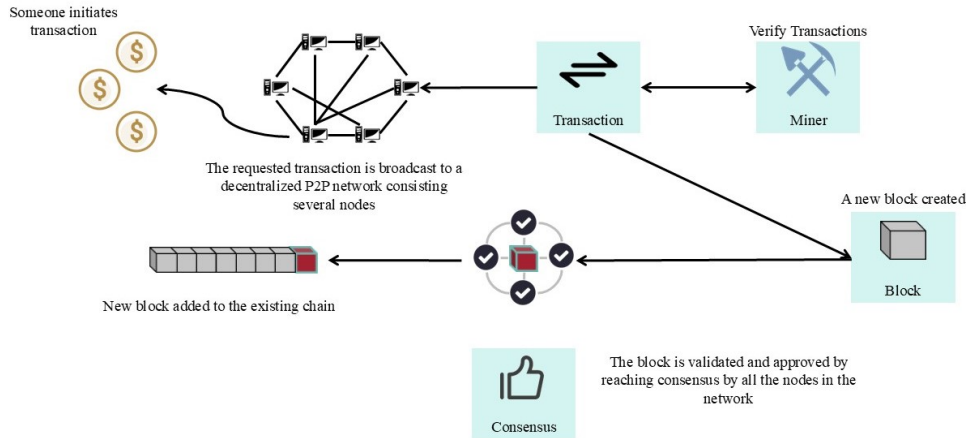 Someone initiates
transaction
The requested transaction is broadcast to a
decentralized P2P network consisting
several nodes
Transaction
Verify Transactions
Miner
A new block created
Block
New block added to the existing chain
Consensus
The block is validated and approved by
reaching consensus by all the nodes in the
network